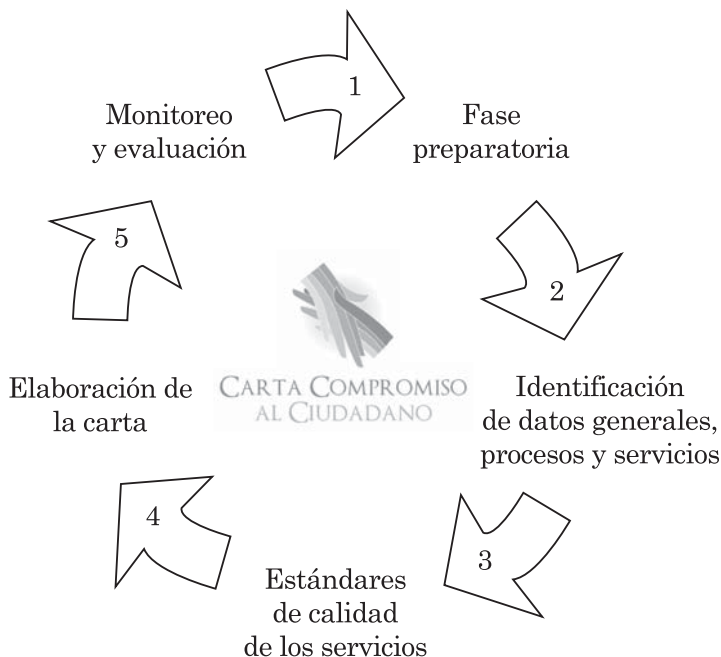 1
Fase
preparatoria
2
Identificación
de datos generales,
procesos y servicios
3
Estándares
de calidad
de los servicios
4
Elaboración de
la carta
5
Monitoreo
y evaluación
CARTA COMPROMISO
AL CIUDADANO